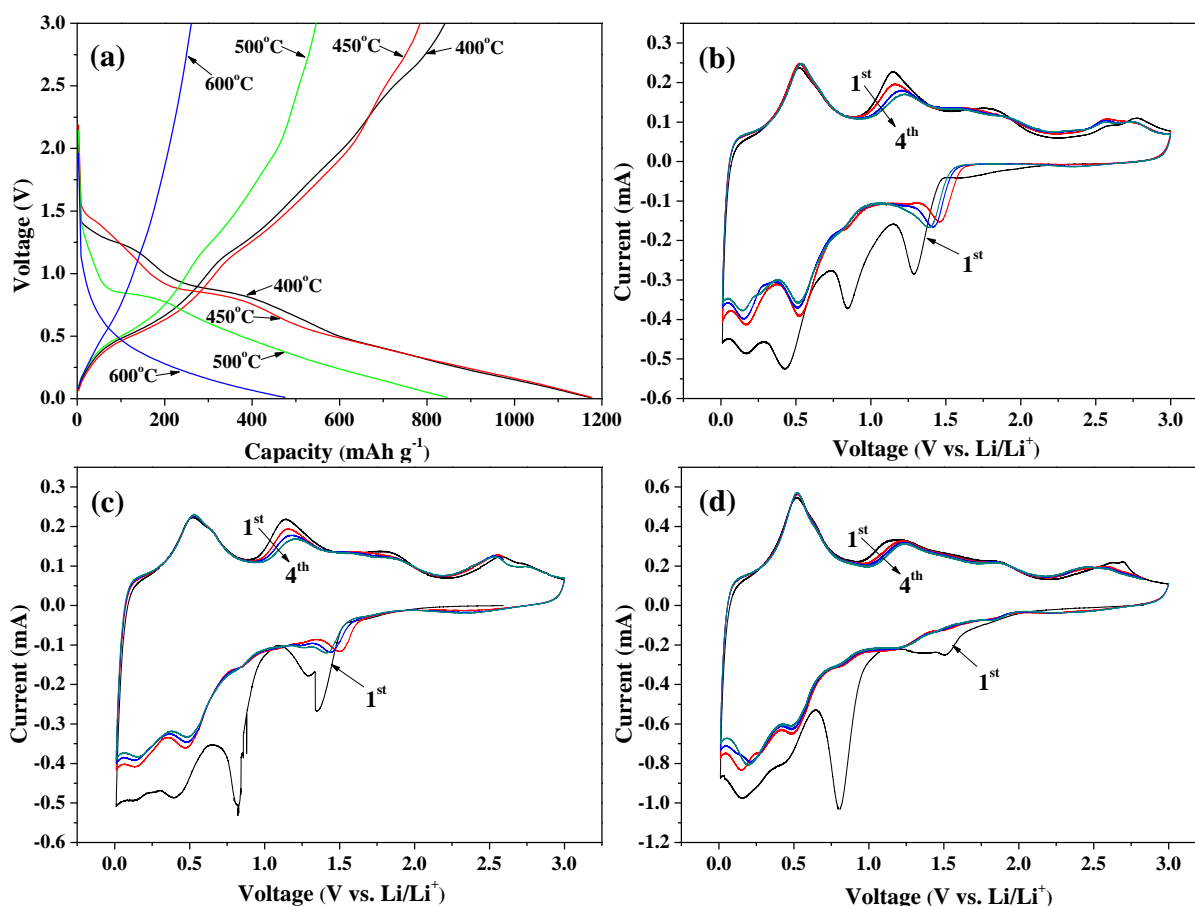 (a)
600°C
500°C
450°C
400°C
400°C
450°C
500°C
600°C
3.0
2.5
2.0
1.5
1.0
0.5
0.0
Voltage (V)
0 200 400 600 800 1000 1200
Capacity (mAh g⁻¹)
(b)
1st
4th
1st
0.3
0.2
0.1
0.0
-0.1
-0.2
-0.3
-0.4
-0.5
-0.6
Current (mA)
0.0 0.5 1.0 1.5 2.0 2.5 3.0
Voltage (V vs. Li/Li⁺)
(c)
1st
4th
1st
0.3
0.2
0.1
0.0
-0.1
-0.2
-0.3
-0.4
-0.5
-0.6
Current (mA)
0.0 0.5 1.0 1.5 2.0 2.5 3.0
Voltage (V vs. Li/Li⁺)
(d)
1st
4th
1st
0.6
0.4
0.2
0.0
-0.2
-0.4
-0.6
-0.8
-1.0
-1.2
Current (mA)
0.0 0.5 1.0 1.5 2.0 2.5 3.0
Voltage (V vs. Li/Li⁺)